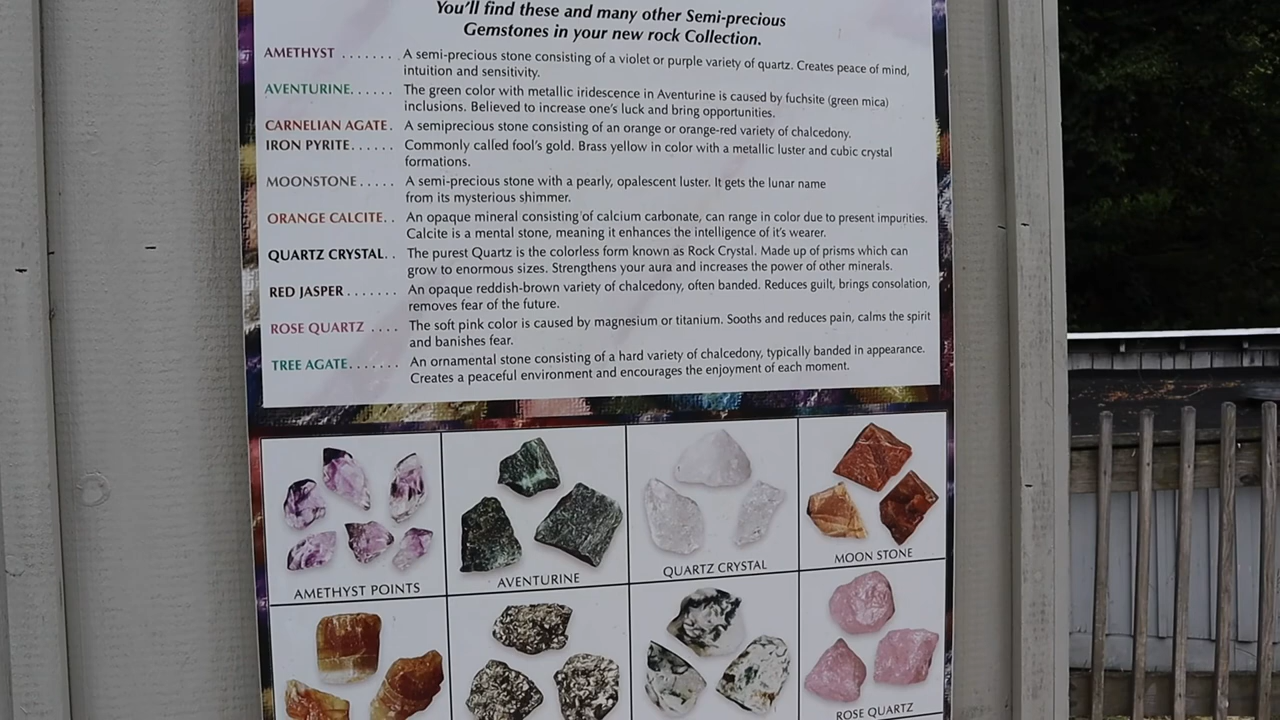 You'll find these and many other Semi-precious
Gemstones in your new rock Collection.
AMETHYST ....... A semi-precious stone consisting of a violet or purple variety of quartz. Creates peace of mind,
intuition and sensitivity.
AVENTURINE...... The green color with metallic iridescence in Aventurine is caused by fuchsite (green mica)
inclusions. Believed to increase one's luck and bring opportunities.
CARNELIAN AGATE. A semiprecious stone consisting of an orange or orange-red variety of chalcedony.
IRON PYRITE...... Commonly called fool's gold. Brass yellow in color with a metallic luster and cubic crystal
formations.
MOONSTONE..... A semi-precious stone with a pearly, opalescent luster. It gets the lunar name
from its mysterious shimmer.
ORANGE CALCITE.. An opaque mineral consisting of calcium carbonate, can range in color due to present impurities.
Calcite is a mental stone, meaning it enhances the intelligence of it's wearer.
QUARTZ CRYSTAL.. The purest Quartz is the colorless form known as Rock Crystal. Made up of prisms which can
grow to enormous sizes. Strengthens your aura and increases the power of other minerals.
RED JASPER....... An opaque reddish-brown variety of chalcedony, often banded. Reduces guilt, brings consolation,
removes fear of the future.
ROSE QUARTZ .... The soft pink color is caused by magnesium or titanium. Sooths and reduces pain, calms the spirit
and banishes fear.
TREE AGATE....... An ornamental stone consisting of a hard variety of chalcedony, typically banded in appearance.
Creates a peaceful environment and encourages the enjoyment of each moment.
AMETHYST POINTS
AVENTURINE
QUARTZ CRYSTAL
MOON STONE
ROSE QUARTZ